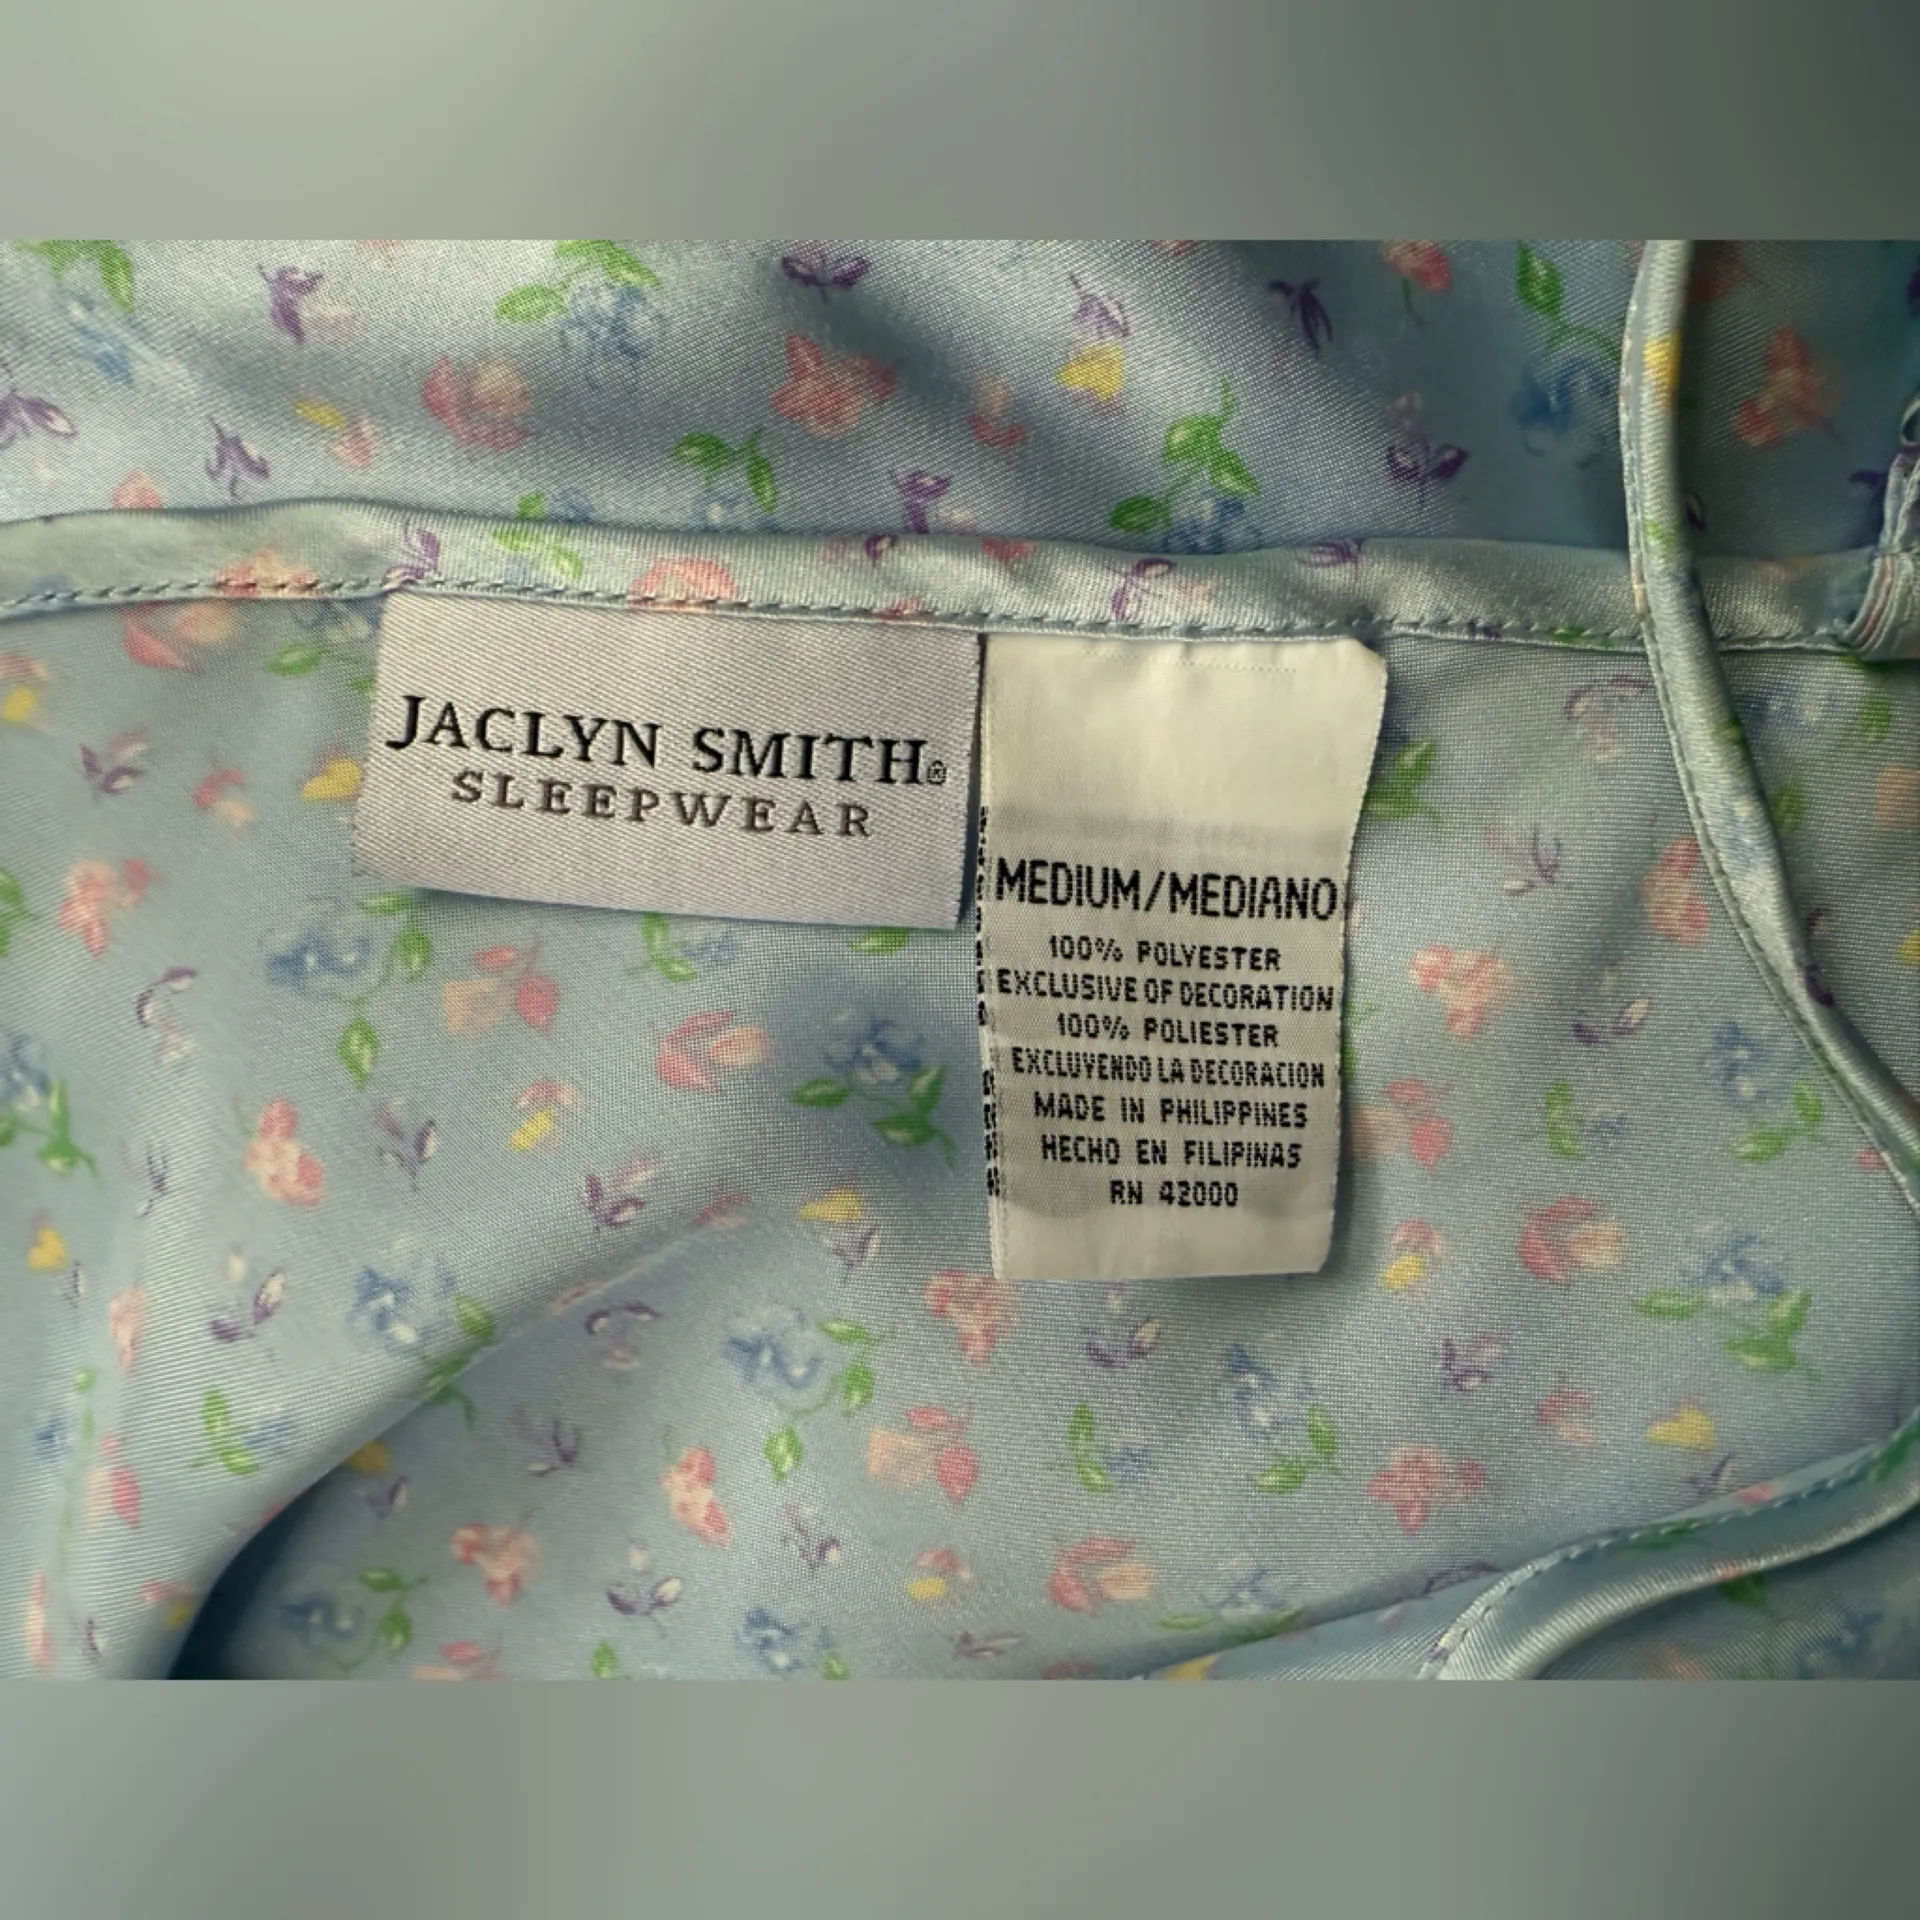 JACLYN SMITH®
SLEEPWEAR
MEDIUM/MEDIANO
100% POLYESTER
EXCLUSIVE OF DECORATION
100% POLIESTER
EXCLUYENDO LA DECORACION
MADE IN PHILIPPINES
HECHO EN FILIPINAS
RN 42000